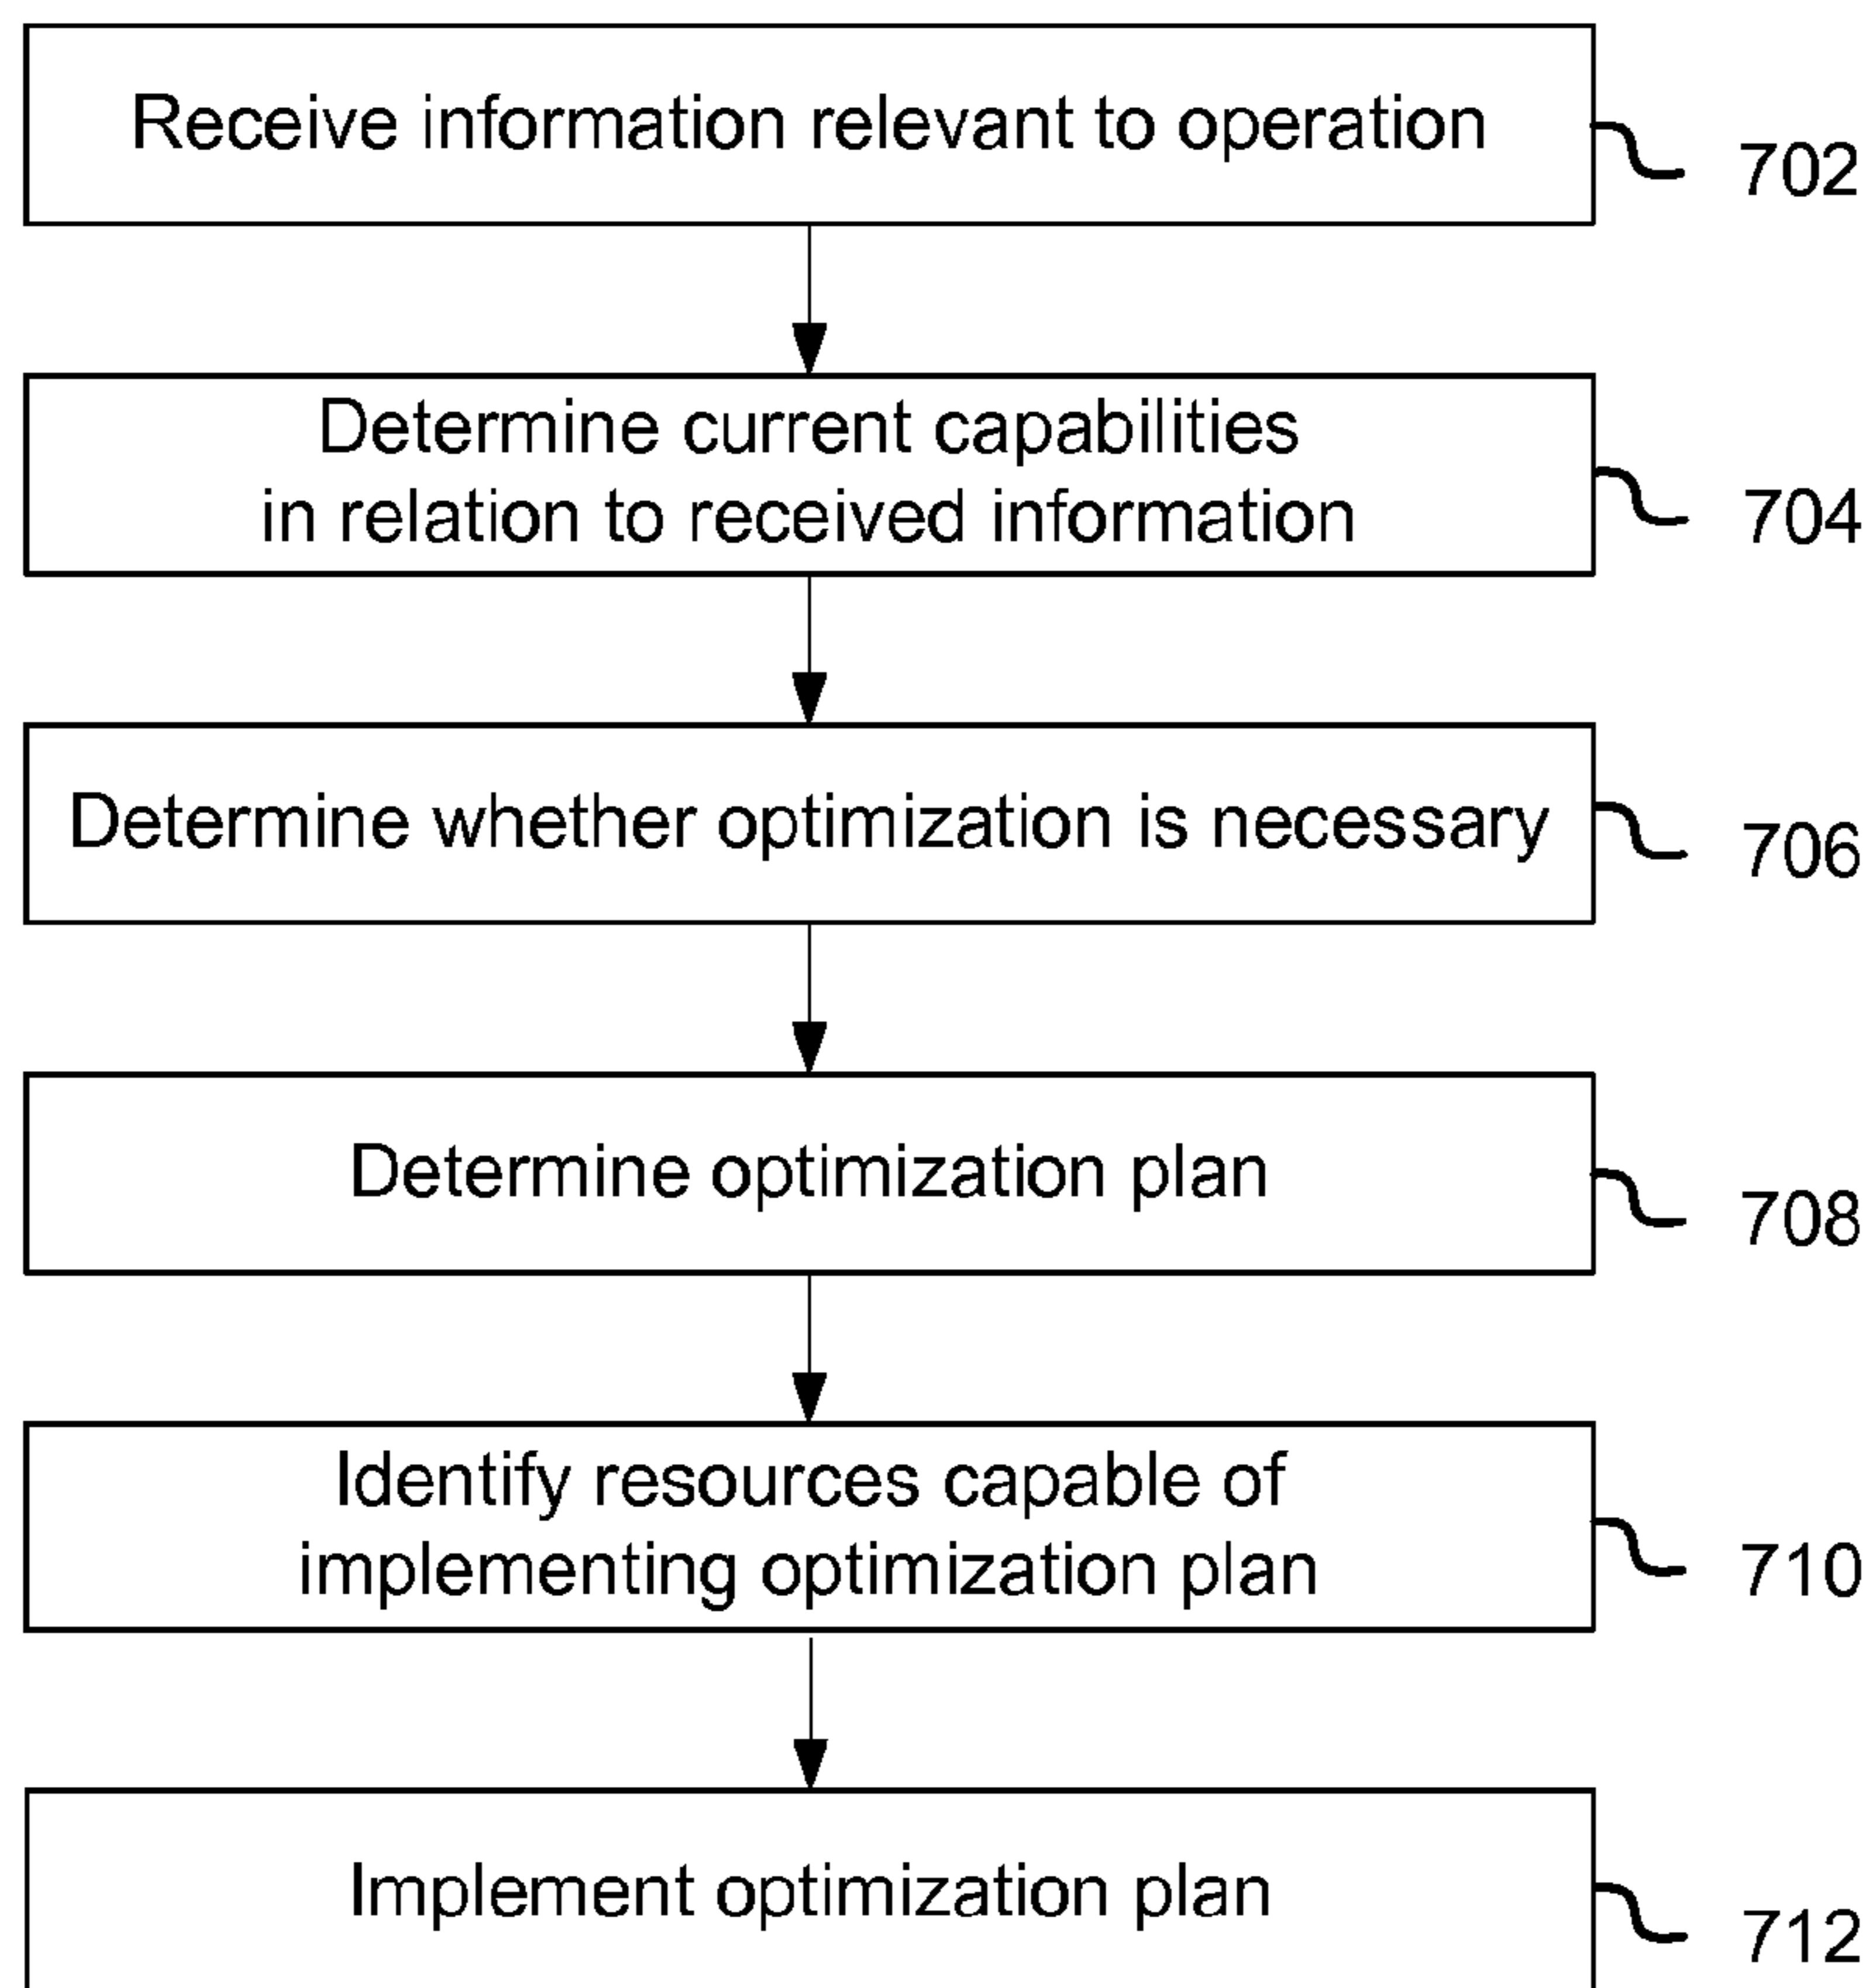 Receive information relevant to operation
702
Determine current capabilities
in relation to received information
704
Determine whether optimization is necessary
706
Determine optimization plan
708
Identify resources capable of
implementing optimization plan
710
Implement optimization plan
712